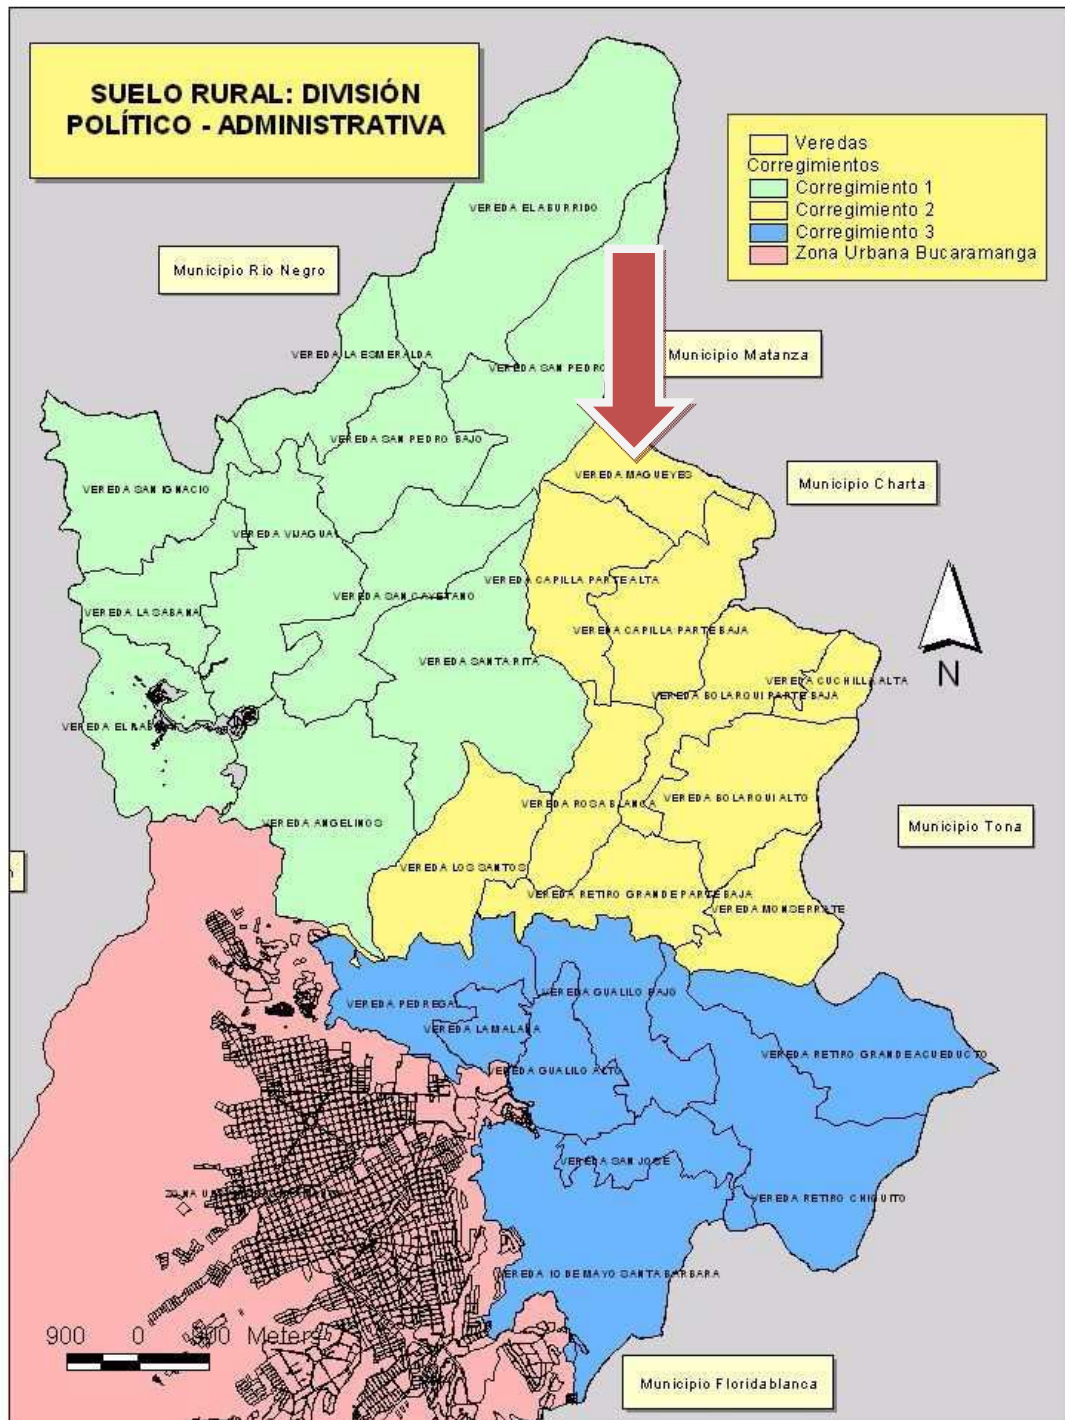 SUELO RURAL: DIVISIÓN
POLÍTICO - ADMINISTRATIVA
Veredas
Corregimientos
Corregimiento 1
Corregimiento 2
Corregimiento 3
Zona Urbana Bucaramanga
VEREDA EL ABURRIDO
Municipio Rio Negro
VEREDA LA ESMERALDA
Municipio Matanza
VEREDA SAN PEDRO
VEREDA SAN PEDRO BAJO
VEREDA MAGUEYES
VEREDA SAN IGNACIO
Municipio Charta
VEREDA VIJAGUAL
VEREDA CAPILLA PARTE ALTA
VEREDA SAN CAYETANO
VEREDA LA SABANA
VEREDA CAPILLA PARTE BAJA
VEREDA SANTA RITA
VEREDA CUCHILLA ALTA
VEREDA BOLARQUI PARTE BAJA
N
VEREDA EL
VEREDA ROSA BLANCA
VEREDA BOLARQUI ALTO
VEREDA ANGELINOS
Municipio Tona
VEREDA LOS SANTOS
VEREDA RETIRO GRANDE PARTE BAJA
VEREDA MONSERRATE
VEREDA GUALILO BAJO
VEREDA PEDREGAL
VEREDA LA MALAÑA
VEREDA RETIRO GRANDE ACUEDUCTO
VEREDA GUALILO ALTO
VEREDA SAN JOSE
ZONA
VEREDA RETIRO CHIQUITO
VEREDA 10 DE MAYO SANTA BARBARA
900 0 900 Meters
Municipio Floridablanca